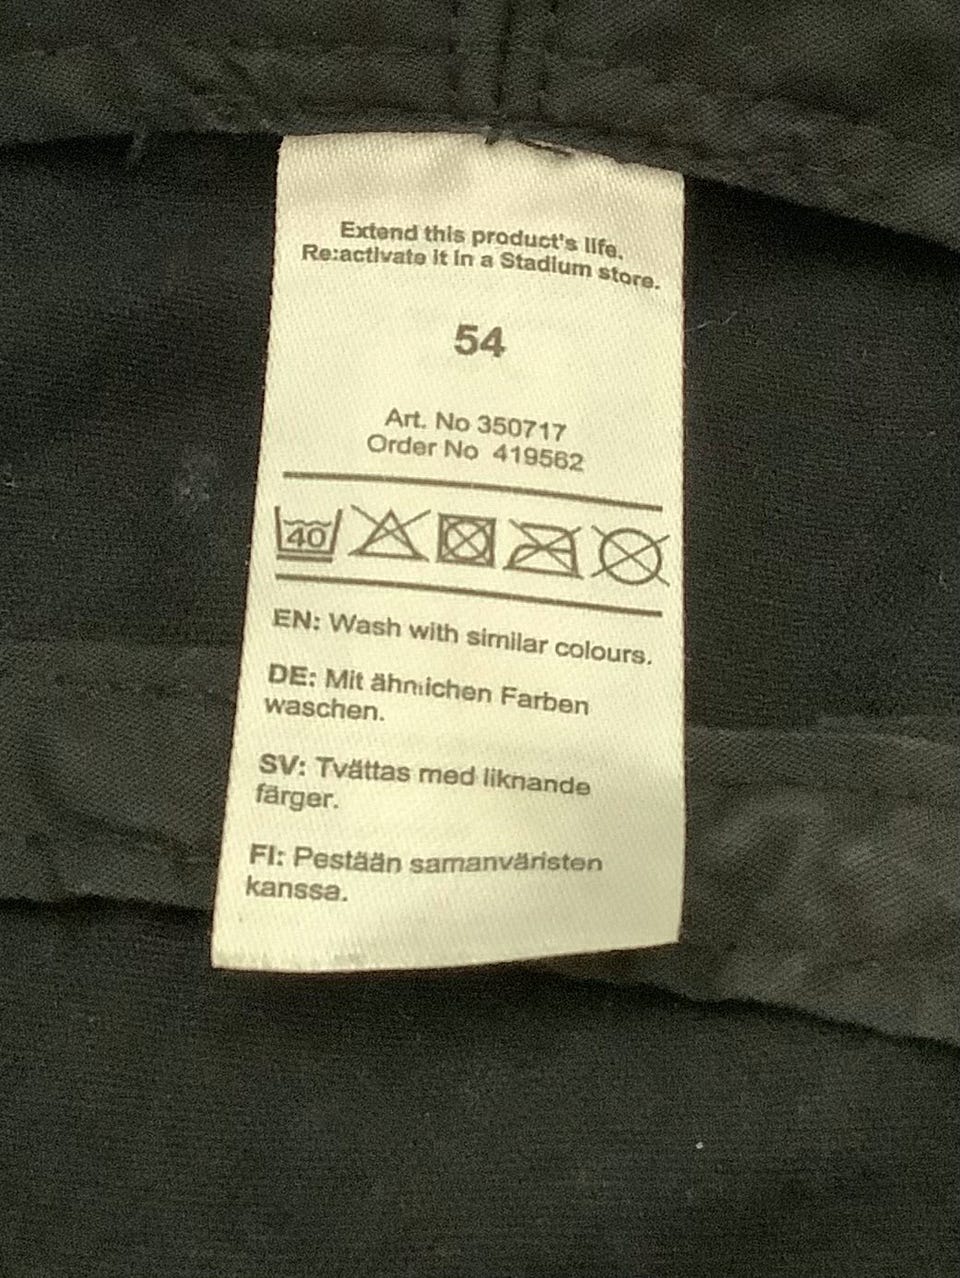 Extend this product's life.
Re:activate it in a Stadium store.
54
Art. No 350717
Order No 419562
40
EN: Wash with similar colours.
DE: Mit ähnlichen Farben
waschen.
SV: Tvättas med liknande
färger.
FI: Pestään samanväristen
kanssa.